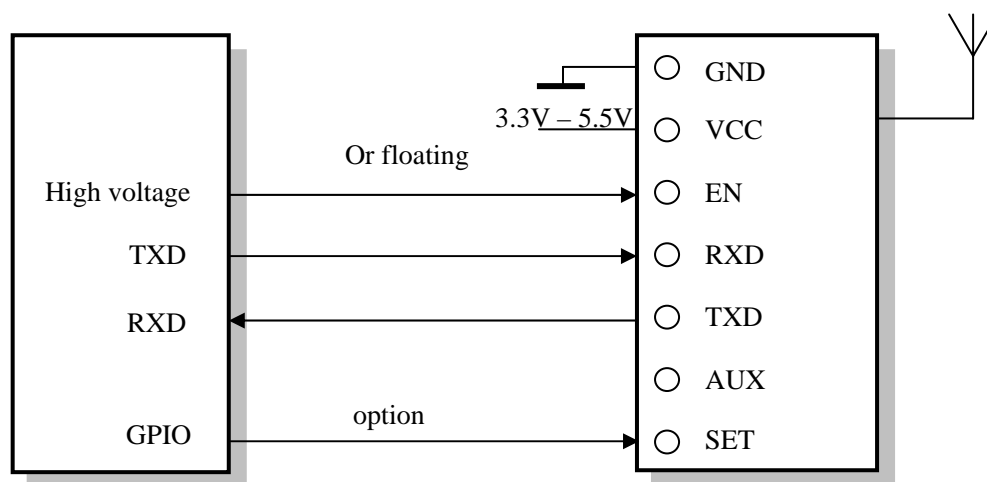 GND
3.3V – 5.5V
VCC
Or floating
High voltage
EN
TXD
RXD
RXD
TXD
AUX
option
GPIO
SET